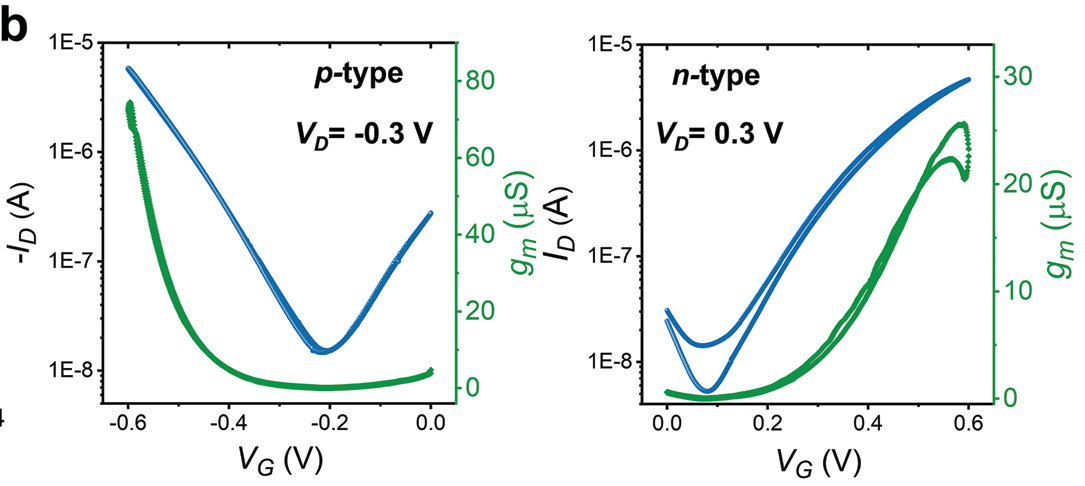 b
1E-5
1E-6
1E-7
1E-8
-I_D (A)
p-type
V_D= -0.3 V
80
60
40
20
0
g_m (μS)
-0.6
-0.4
-0.2
0.0
V_G (V)
4
1E-5
1E-6
1E-7
1E-8
I_D (A)
n-type
V_D= 0.3 V
30
20
10
0
g_m (μS)
0.0
0.2
0.4
0.6
V_G (V)